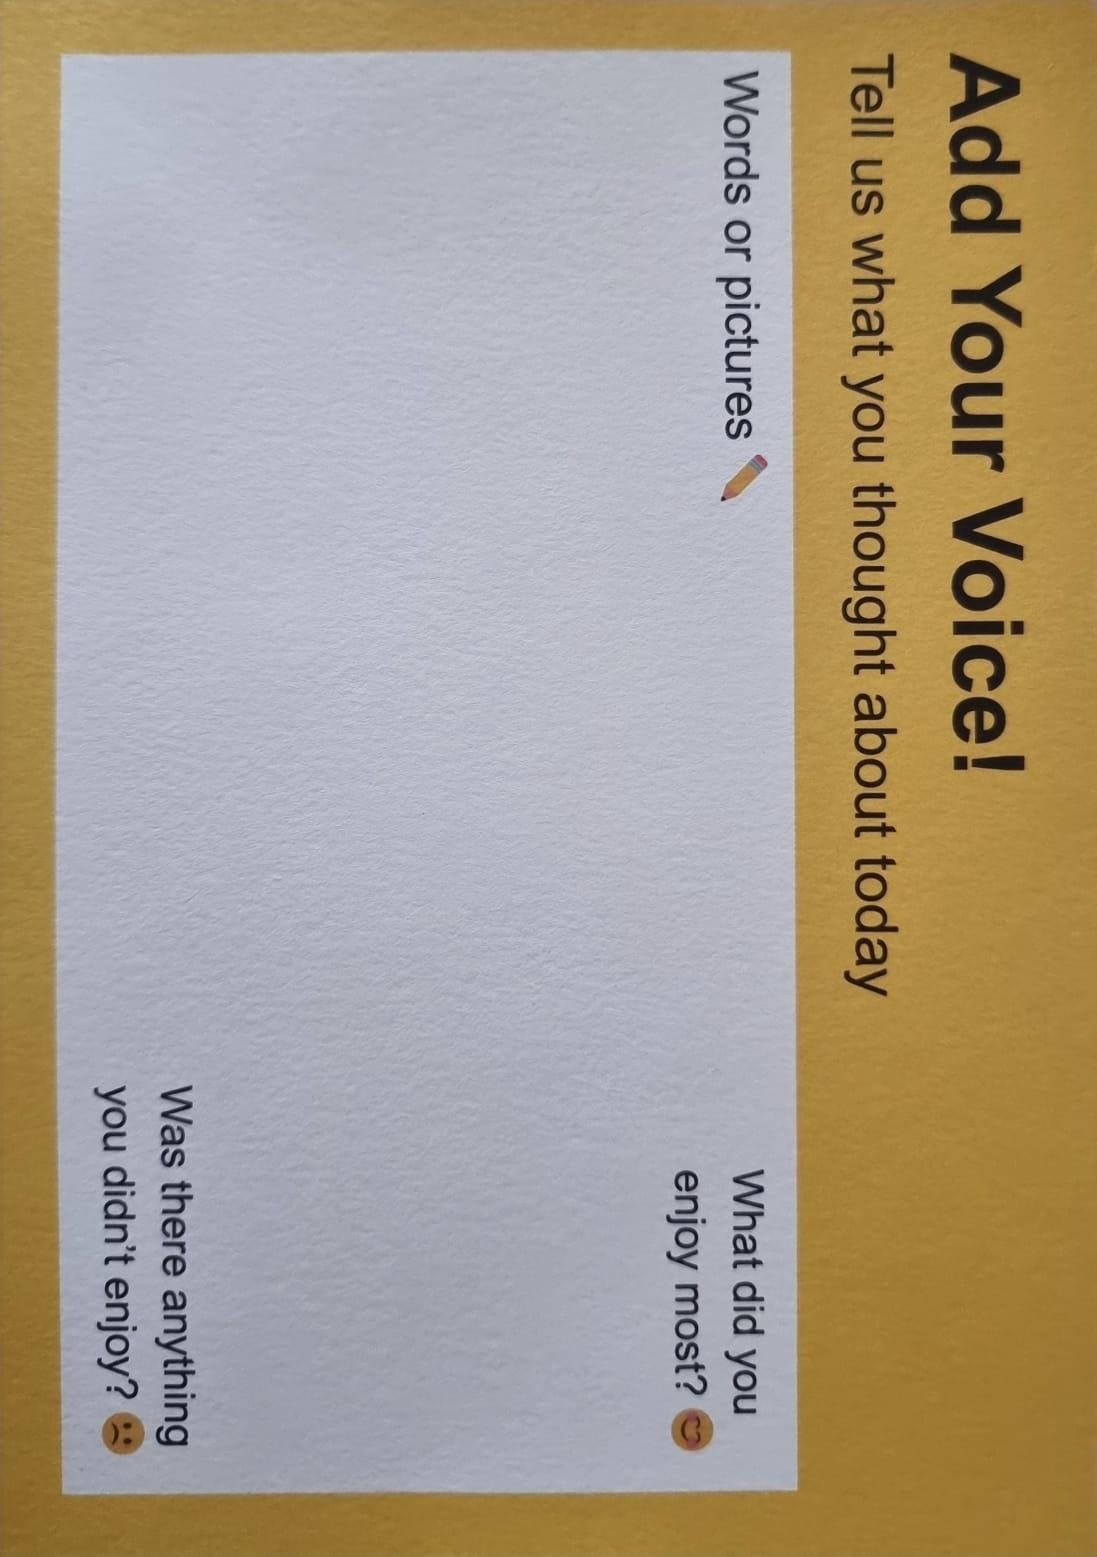 Add Your Voice!
Tell us what you thought about today
Words or pictures ✏️
What did you
enjoy most? 😊
Was there anything
you didn't enjoy? 🙁